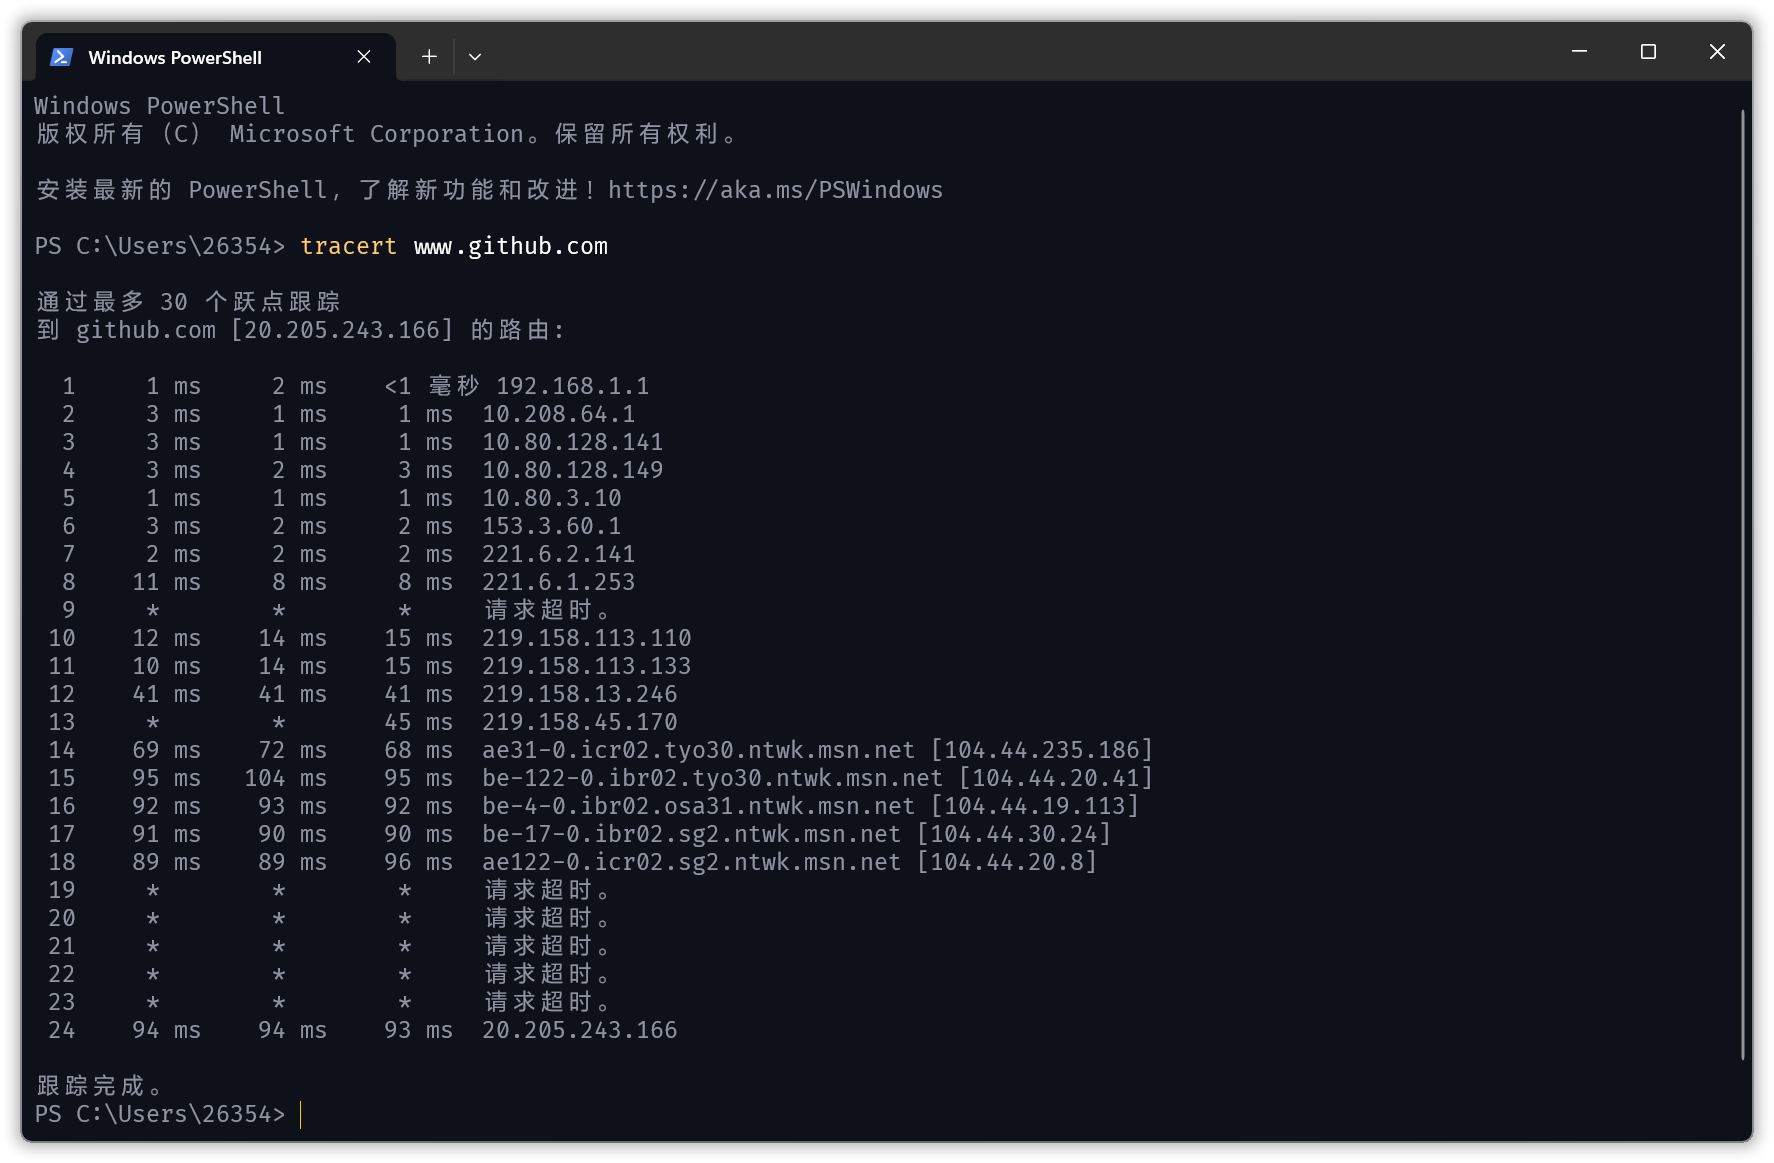 Windows PowerShell
Windows PowerShell
版权所有（C） Microsoft Corporation。保留所有权利。
安装最新的 PowerShell，了解新功能和改进！https://aka.ms/PSWindows
PS C:\Users\26354> tracert www.github.com
通过最多 30 个跃点跟踪
到 github.com [20.205.243.166] 的路由:
1 1 ms 2 ms <1 毫秒 192.168.1.1
2 3 ms 1 ms 1 ms 10.208.64.1
3 3 ms 1 ms 1 ms 10.80.128.141
4 3 ms 2 ms 3 ms 10.80.128.149
5 1 ms 1 ms 1 ms 10.80.3.10
6 3 ms 2 ms 2 ms 153.3.60.1
7 2 ms 2 ms 2 ms 221.6.2.141
8 11 ms 8 ms 8 ms 221.6.1.253
9 * * * 请求超时。
10 12 ms 14 ms 15 ms 219.158.113.110
11 10 ms 14 ms 15 ms 219.158.113.133
12 41 ms 41 ms 41 ms 219.158.13.246
13 * * 45 ms 219.158.45.170
14 69 ms 72 ms 68 ms ae31-0.icr02.tyo30.ntwk.msn.net [104.44.235.186]
15 95 ms 104 ms 95 ms be-122-0.ibr02.tyo30.ntwk.msn.net [104.44.20.41]
16 92 ms 93 ms 92 ms be-4-0.ibr02.osa31.ntwk.msn.net [104.44.19.113]
17 91 ms 90 ms 90 ms be-17-0.ibr02.sg2.ntwk.msn.net [104.44.30.24]
18 89 ms 89 ms 96 ms ae122-0.icr02.sg2.ntwk.msn.net [104.44.20.8]
19 * * * 请求超时。
20 * * * 请求超时。
21 * * * 请求超时。
22 * * * 请求超时。
23 * * * 请求超时。
24 94 ms 94 ms 93 ms 20.205.243.166
跟踪完成。
PS C:\Users\26354>